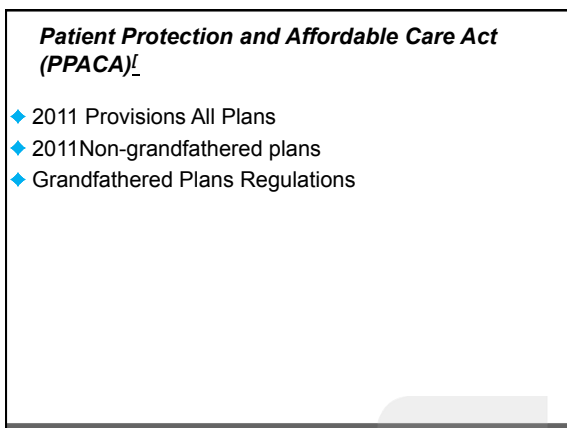 Patient Protection and Affordable Care Act
(PPACA)[
2011 Provisions All Plans
2011Non-grandfathered plans
Grandfathered Plans Regulations